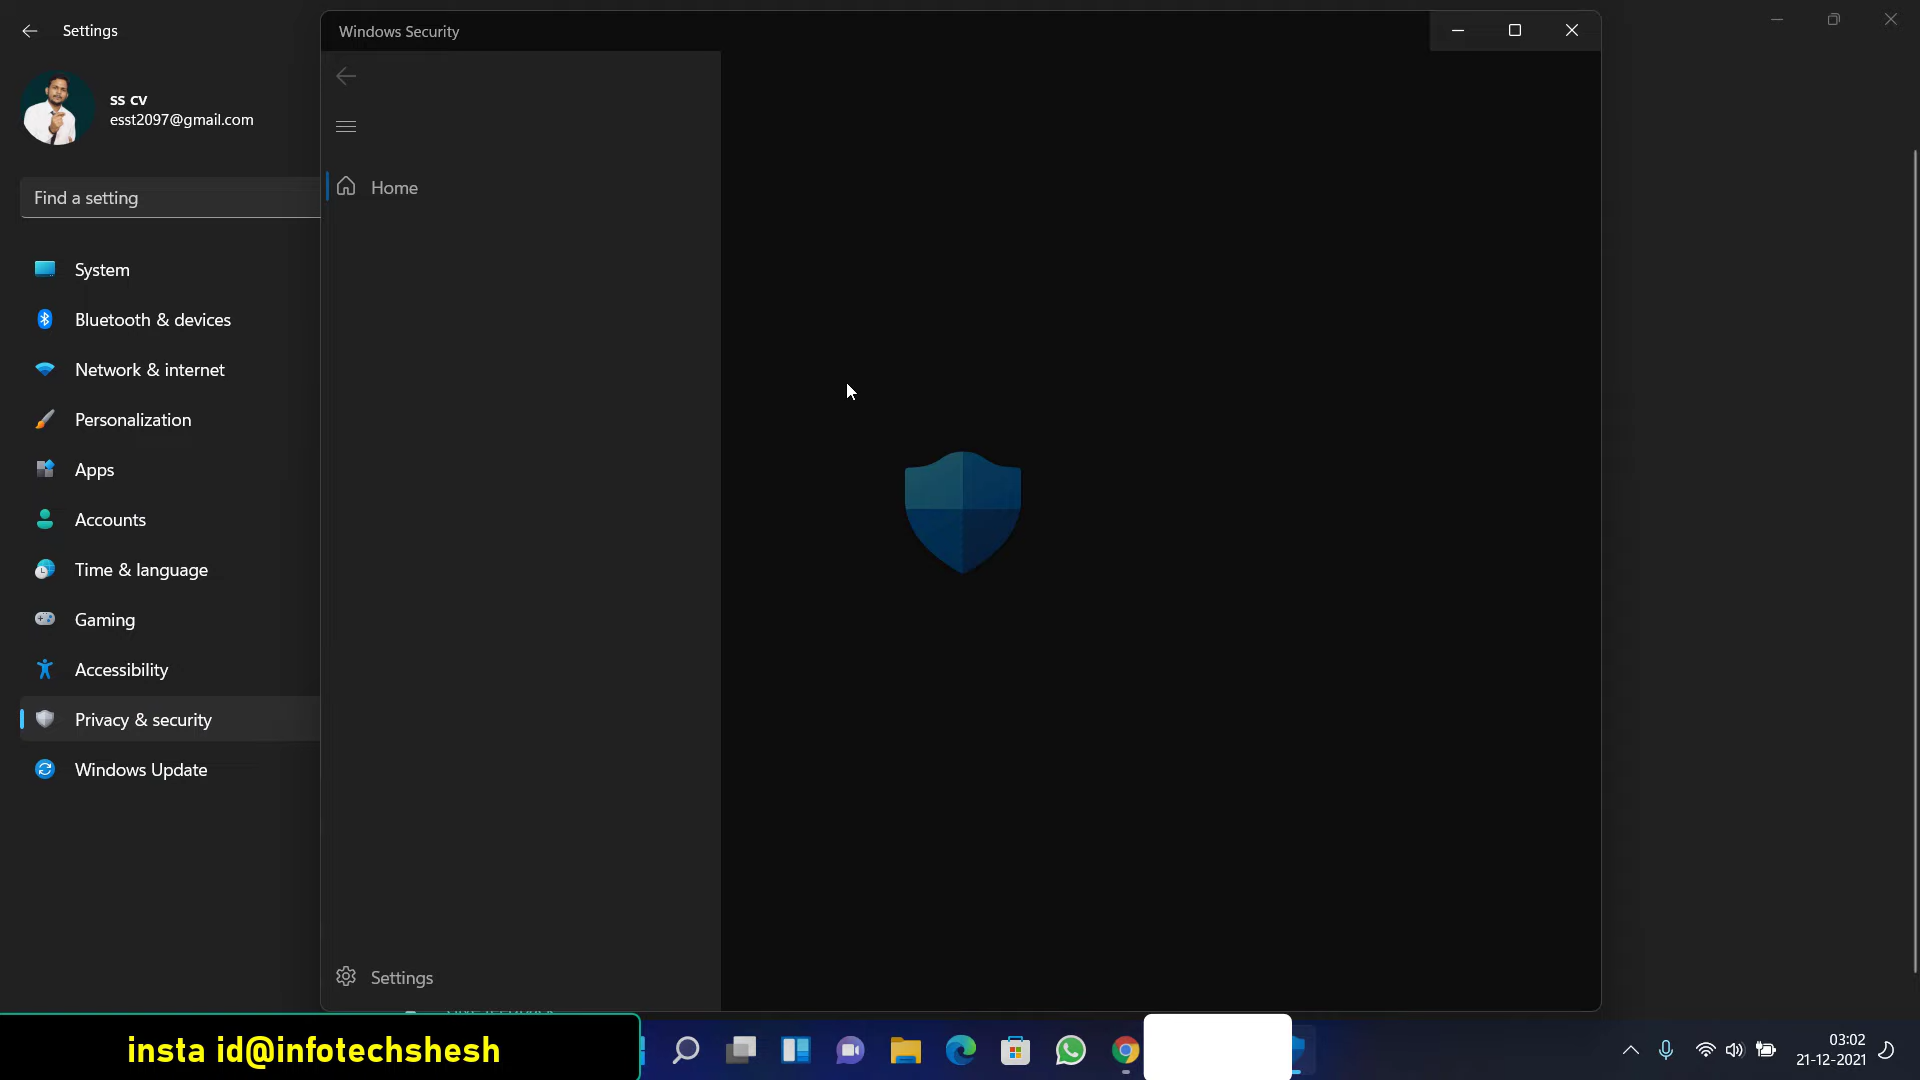 Settings
Windows Security
ss cv
esst2097@gmail.com
Find a setting
Home
System
Bluetooth & devices
Network & internet
Personalization
Apps
Accounts
Time & language
Gaming
Accessibility
Privacy & security
Windows Update
Settings
insta id@infotechshesh
03:02
21-12-2021